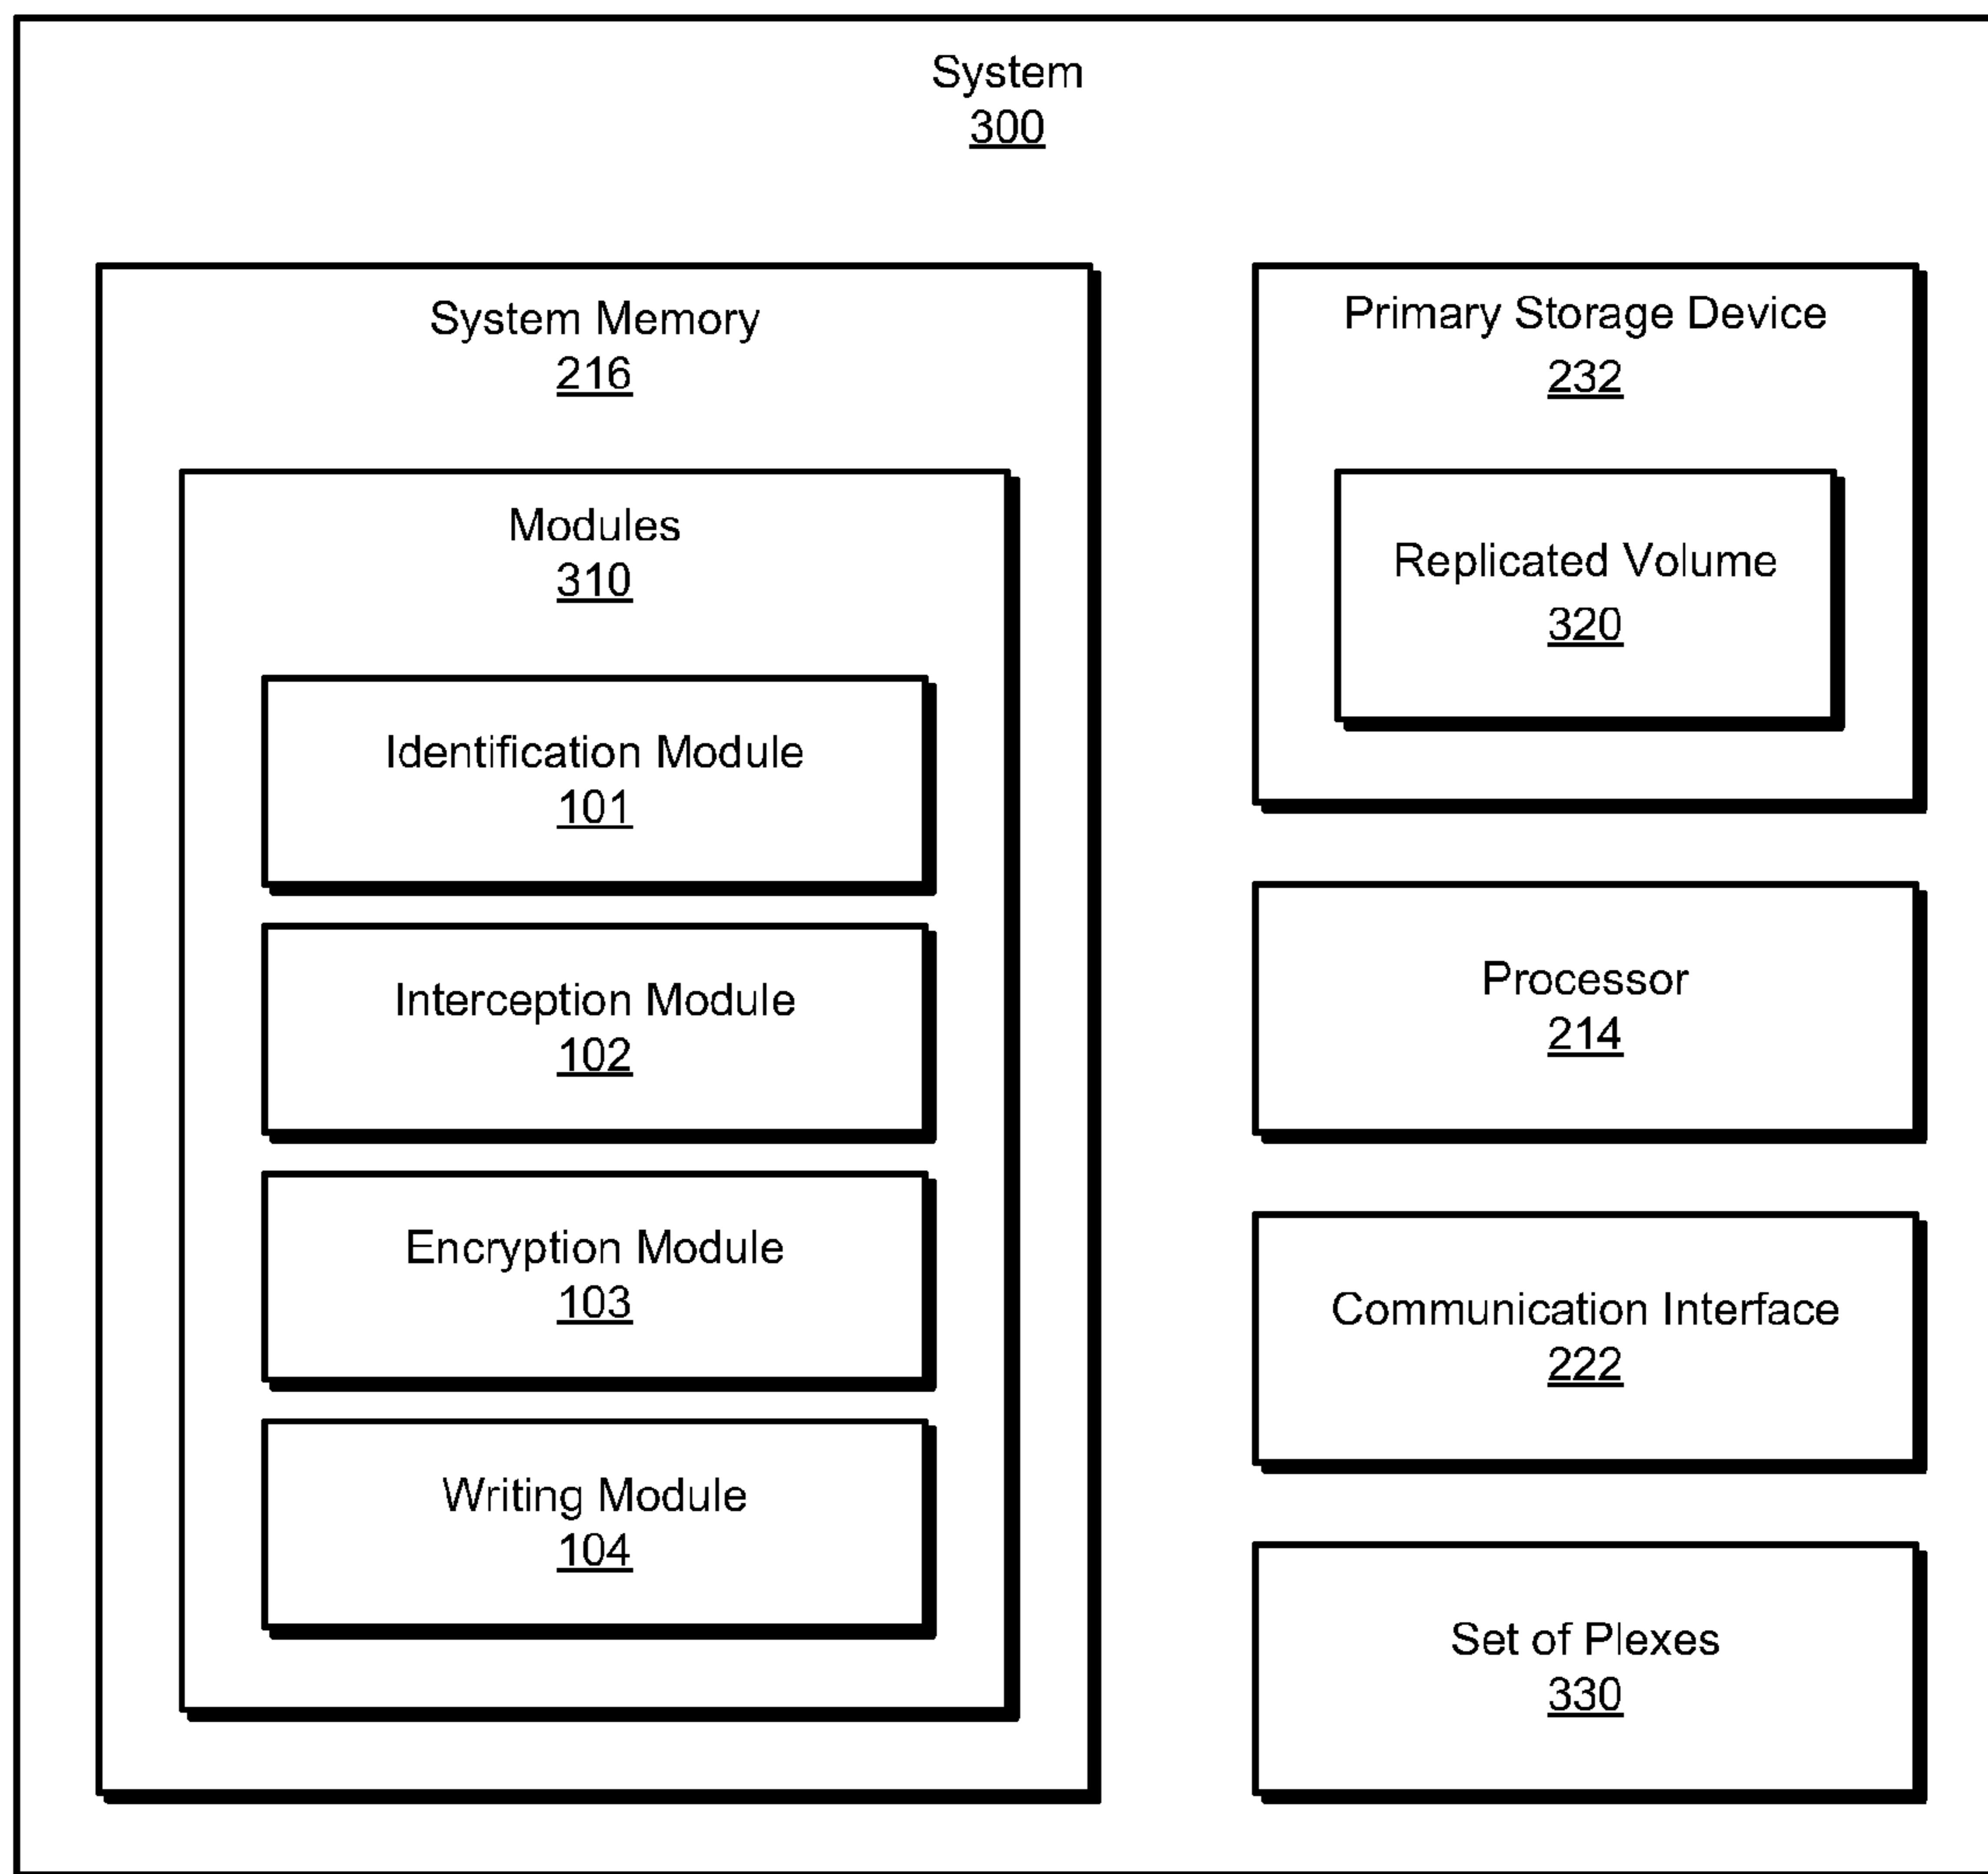 System
300
System Memory
216
Modules
310
Identification Module
101
Interception Module
102
Encryption Module
103
Writing Module
104
Primary Storage Device
232
Replicated Volume
320
Processor
214
Communication Interface
222
Set of Plexes
330